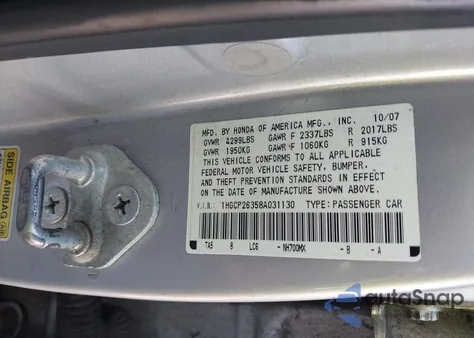 MFD. BY HONDA OF AMERICA MFG., INC. 10/07
GVWR 4299LBS GAWR F 2337LBS R 2017LBS
GVWR 1950KG GAWR F 1060KG R 915KG
THIS VEHICLE CONFORMS TO ALL APPLICABLE
FEDERAL MOTOR VEHICLE SAFETY, BUMPER,
AND THEFT PREVENTION STANDARDS IN EFFECT
ON THE DATE OF MANUFACTURE SHOWN ABOVE.
V.I.N.: 1HGCP26358A031130 TYPE: PASSENGER CAR
TA5 8 LC6 -NH700MX -B -A
SIDE AIRBAG
autoSnap